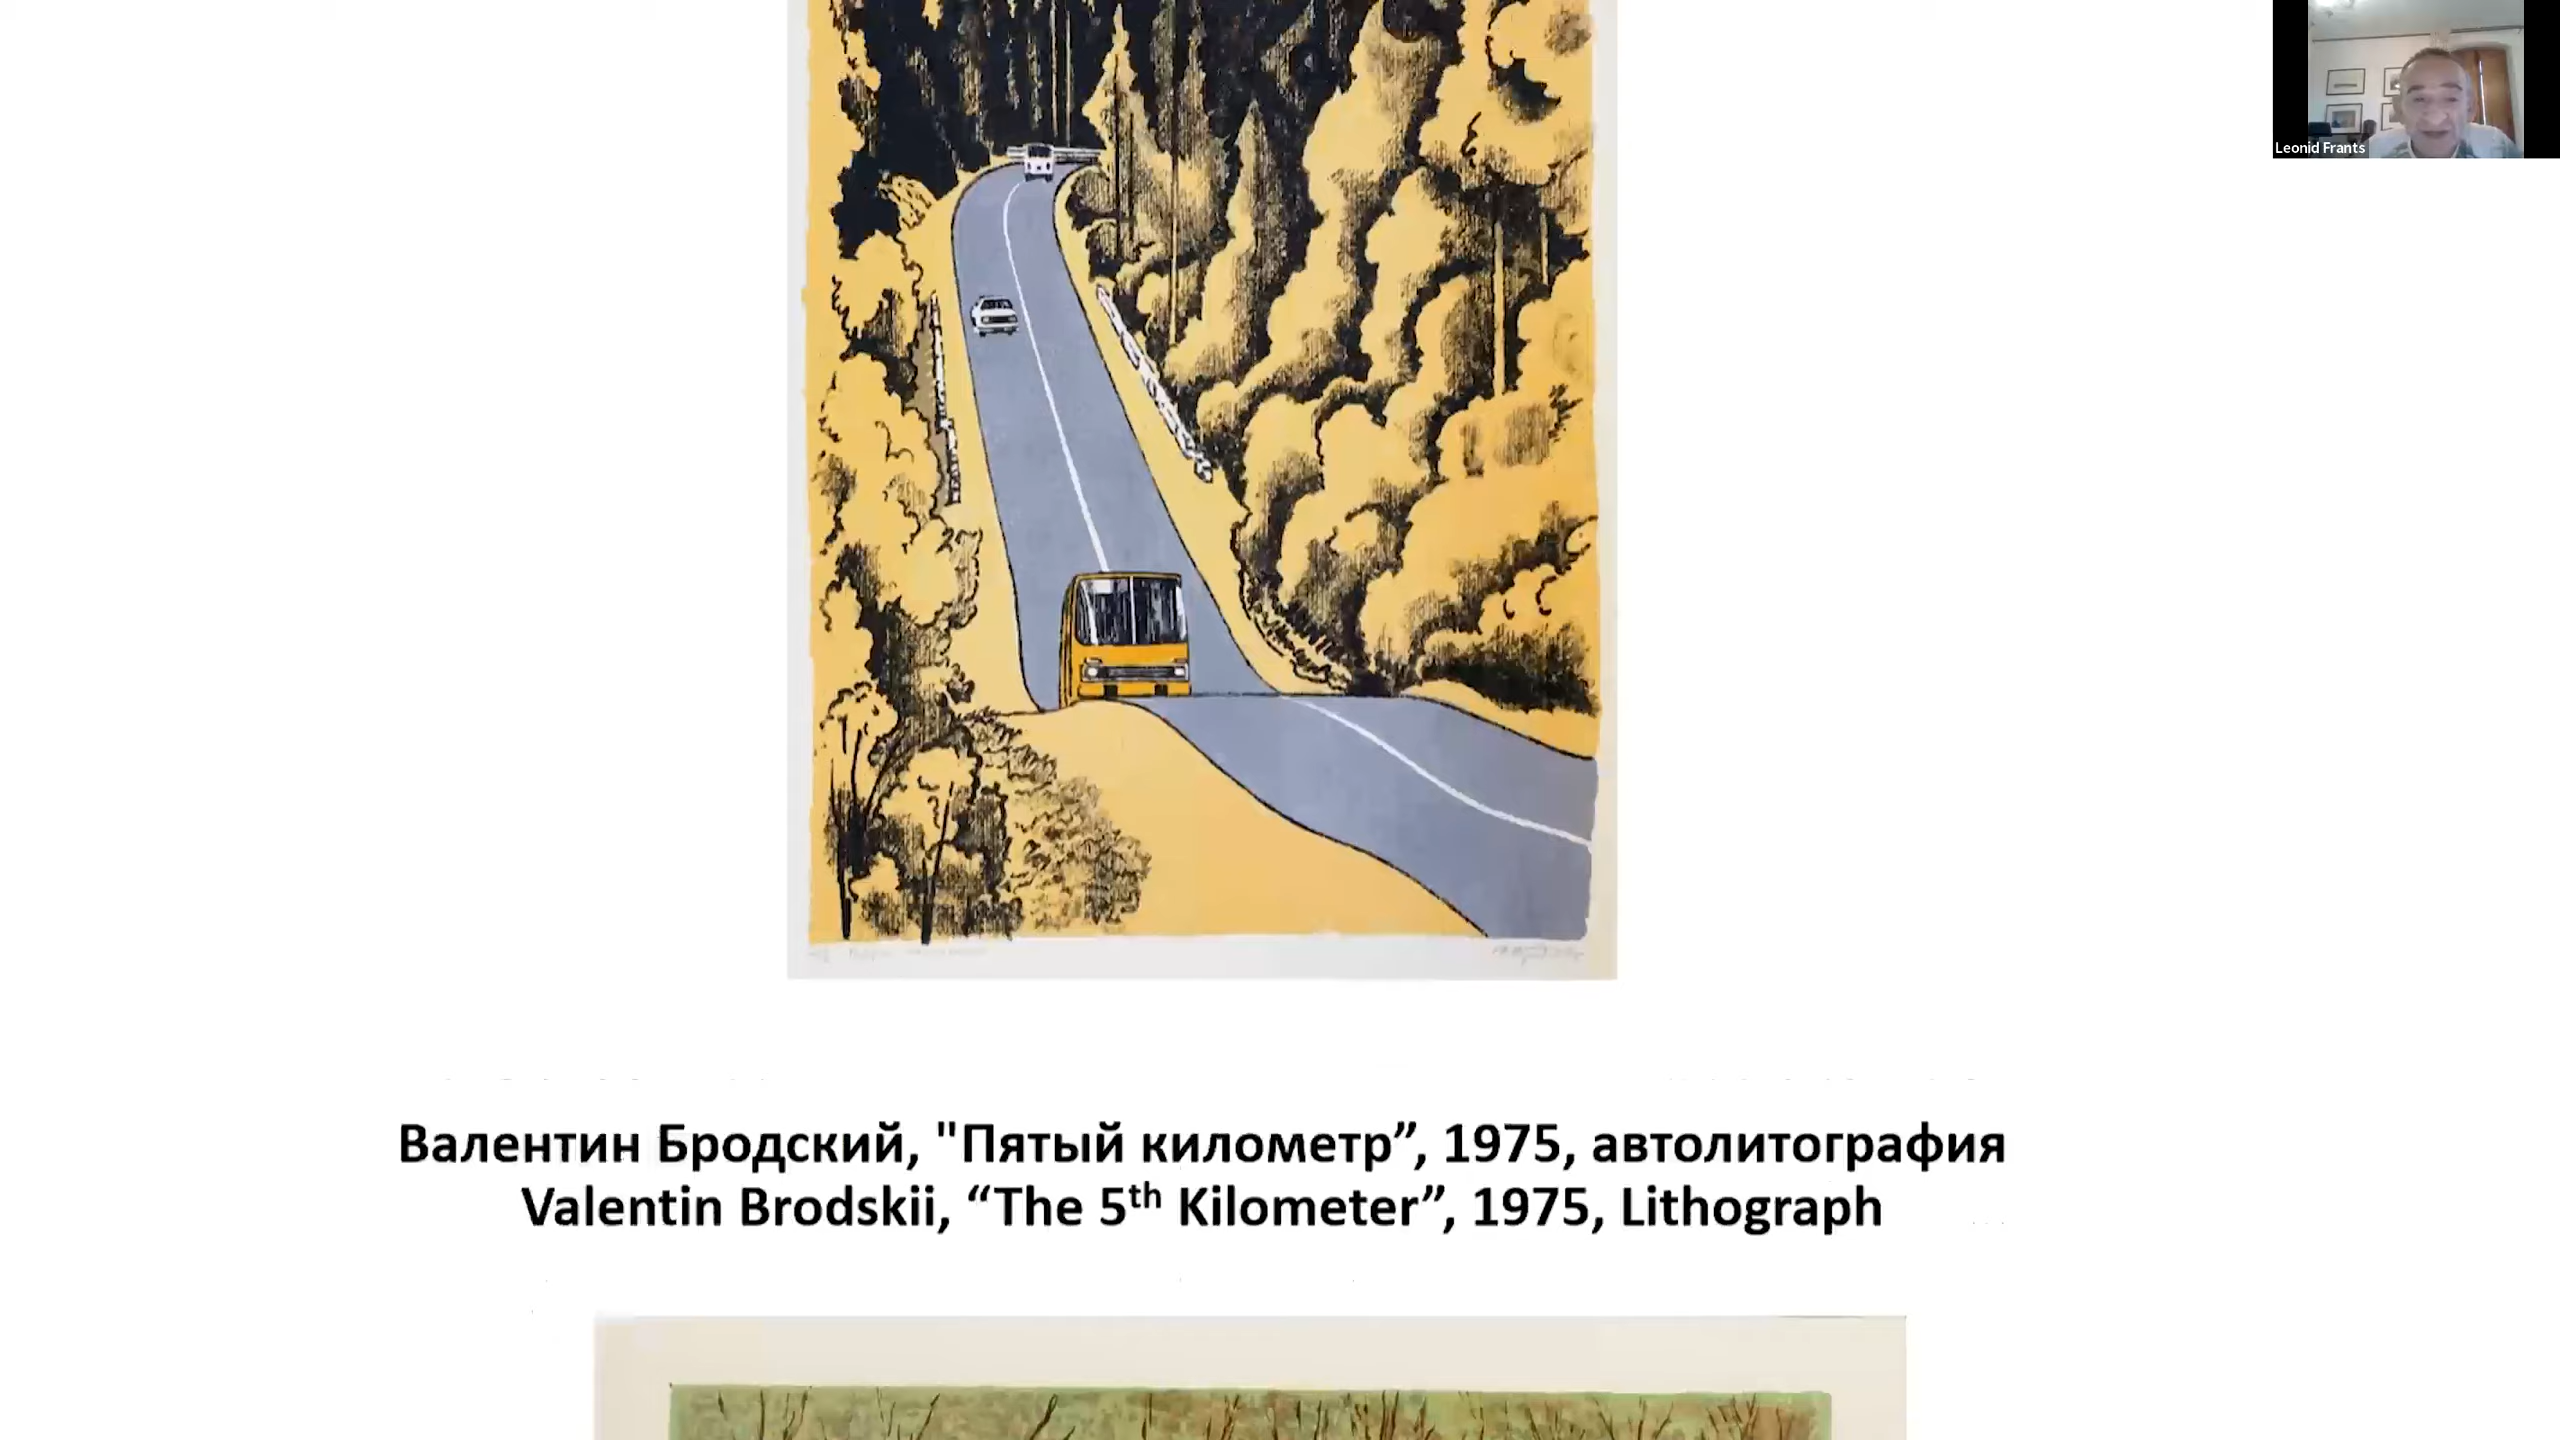 Leonid Frants
Валентин Бродский, "Пятый километр”, 1975, автолитография
Valentin Brodskii, “The 5th Kilometer”, 1975, Lithograph